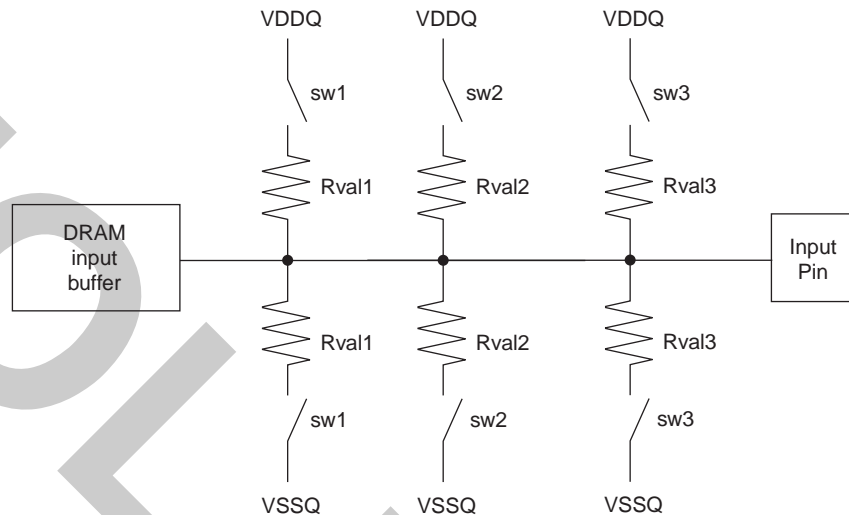 VDDQ VDDQ VDDQ
sw1 sw2 sw3
Rval1 Rval2 Rval3
DRAM
input
buffer
Input
Pin
Rval1 Rval2 Rval3
sw1 sw2 sw3
VSSQ VSSQ VSSQ